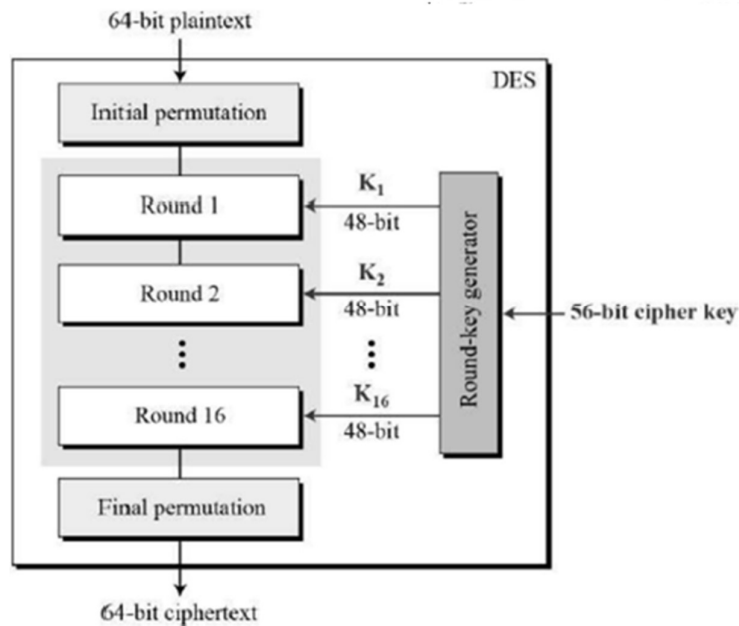 64-bit plaintext
DES
Initial permutation
Round 1
K₁
48-bit
Round 2
K₂
48-bit
Round 16
K₁₆
48-bit
Round-key generator
56-bit cipher key
Final permutation
64-bit ciphertext